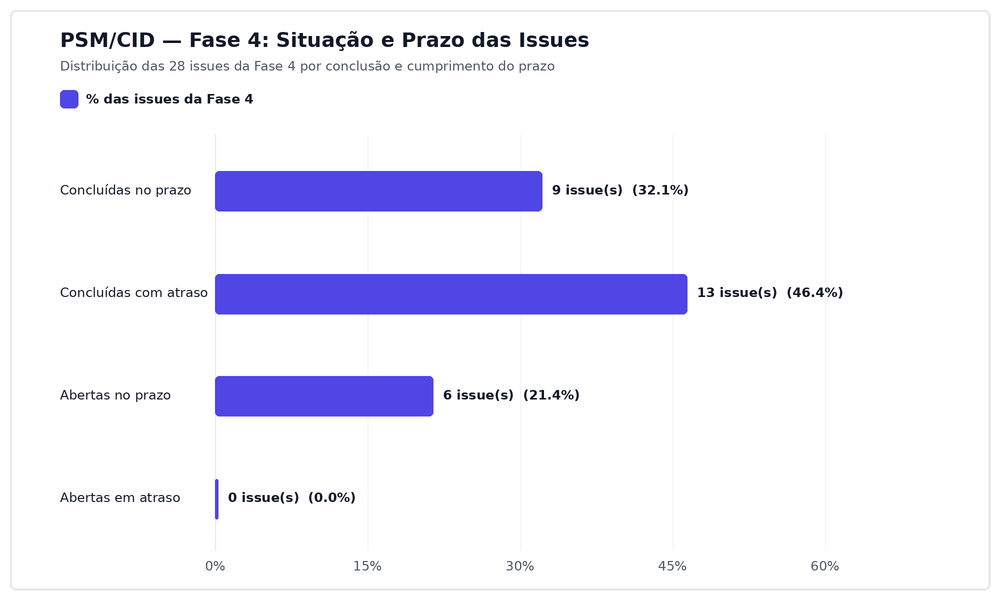 PSM/CID — Fase 4: Situação e Prazo das Issues
Distribuição das 28 issues da Fase 4 por conclusão e cumprimento do prazo
% das issues da Fase 4
Concluídas no prazo 9 issue(s) (32.1%)
Concluídas com atraso 13 issue(s) (46.4%)
Abertas no prazo 6 issue(s) (21.4%)
Abertas em atraso 0 issue(s) (0.0%)
0% 15% 30% 45% 60%